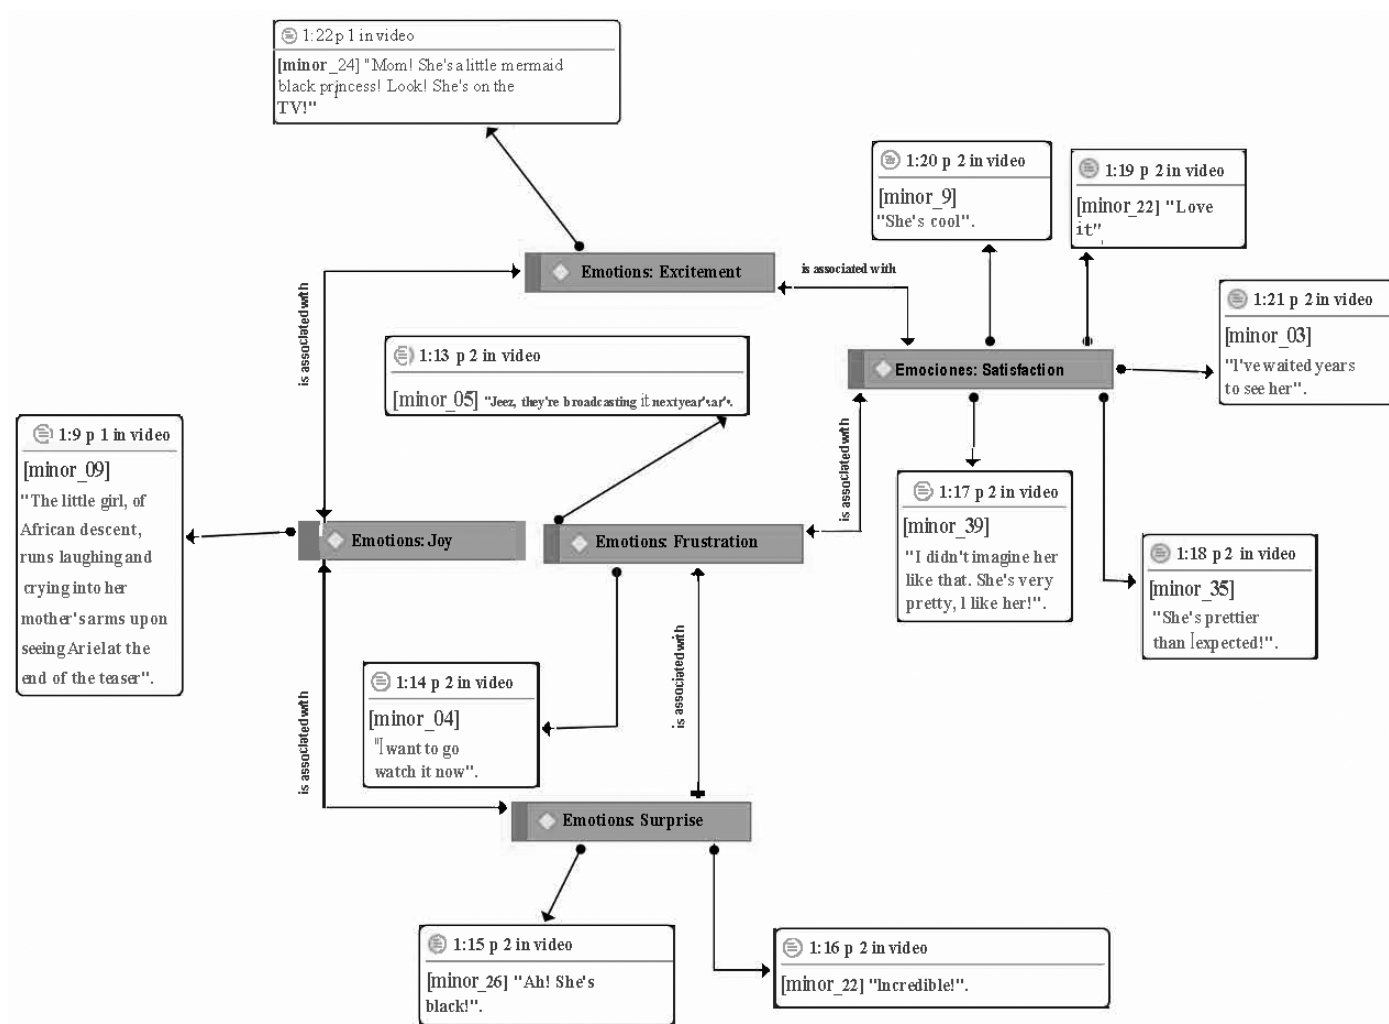 1:22 p 1 in video
[minor_24] "Mom! She's a little mermaid
black princess! Look! She's on the
TV!"
1:20 p 2 in video
[minor_9]
"She's cool".
1:19 p 2 in video
[minor_22] "Love
it"
Emotions: Excitement
is associated with
is associated with
1:21 p 2 in video
[minor_03]
"I've waited years
to see her".
1:13 p 2 in video
[minor_05] "Jeez, they're broadcasting it next
Emociones: Satisfaction
is associated with
1:9 p 1 in video
[minor_09]
"The little girl, of
African descent,
runs laughing and
crying into her
mother's arms upon
seeing Ariel at the
end of the teaser".
1:17 p 2 in video
[minor_39]
"I didn't imagine her
like that. She's very
pretty, I like her!".
Emotions: Joy
Emotions: Frustration
1:18 p 2 in video
[minor_35]
"She's prettier
than I expected!".
is associated with
is associated with
1:14 p 2 in video
[minor_04]
"I want to go
watch it now".
Emotions: Surprise
1:15 p 2 in video
[minor_26] "Ah! She's
black!".
1:16 p 2 in video
[minor_22] "Incredible!".